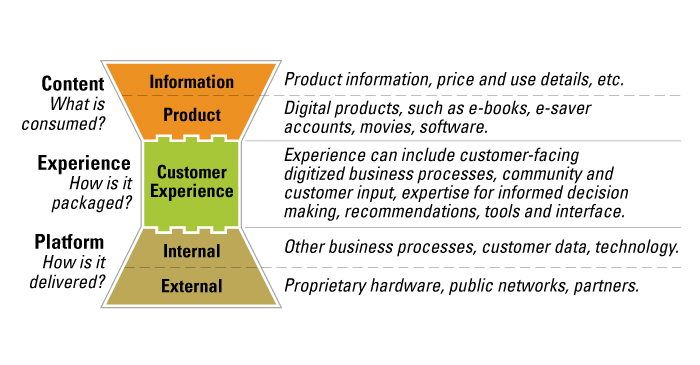 Content
What is
consumed?
Information
Product information, price and use details, etc.
Product
Digital products, such as e-books, e-saver
accounts, movies, software.
Experience
How is it
packaged?
Customer
Experience
Experience can include customer-facing
digitized business processes, community and
customer input, expertise for informed decision
making, recommendations, tools and interface.
Platform
How is it
delivered?
Internal
Other business processes, customer data, technology.
External
Proprietary hardware, public networks, partners.